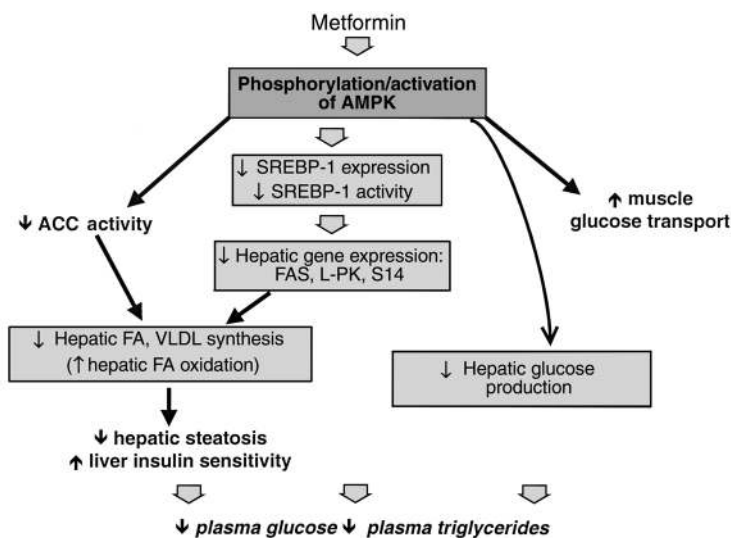 Metformin
Phosphorylation/activation
of AMPK
↓ SREBP-1 expression
↓ SREBP-1 activity
↓ ACC activity
↑ muscle
glucose transport
↓ Hepatic gene expression:
FAS, L-PK, S14
↓ Hepatic FA, VLDL synthesis
(↑ hepatic FA oxidation)
↓ Hepatic glucose
production
↓ hepatic steatosis
↑ liver insulin sensitivity
↓ plasma glucose ↓ plasma triglycerides